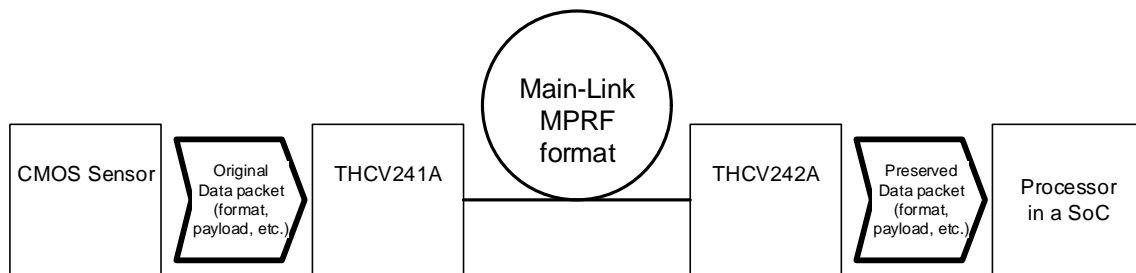 CMOS Sensor
Original
Data packet
(format,
payload, etc.)
THCV241A
Main-Link
MPRF
format
THCV242A
Preserved
Data packet
(format,
payload, etc.)
Processor
in a SoC